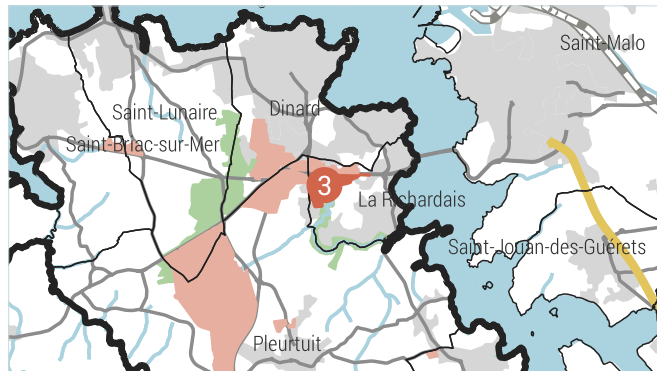 Saint-Malo
Saint-Lunaire
Dinard
Saint-Briac-sur-Mer
3
La Richardais
Saint-Jouan-des-Guérets
Pleurtuit